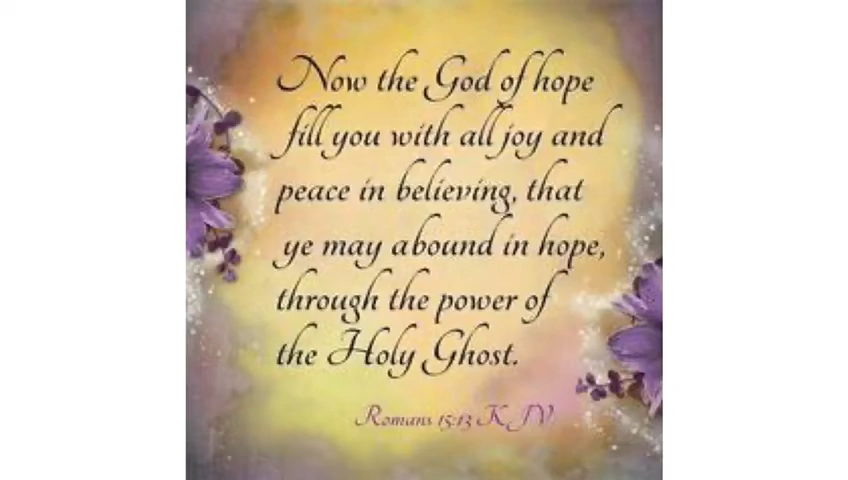 Now the God of hope
fill you with all joy and
peace in believing, that
ye may abound in hope,
through the power of
the Holy Ghost.
Romans 15:13 KJV